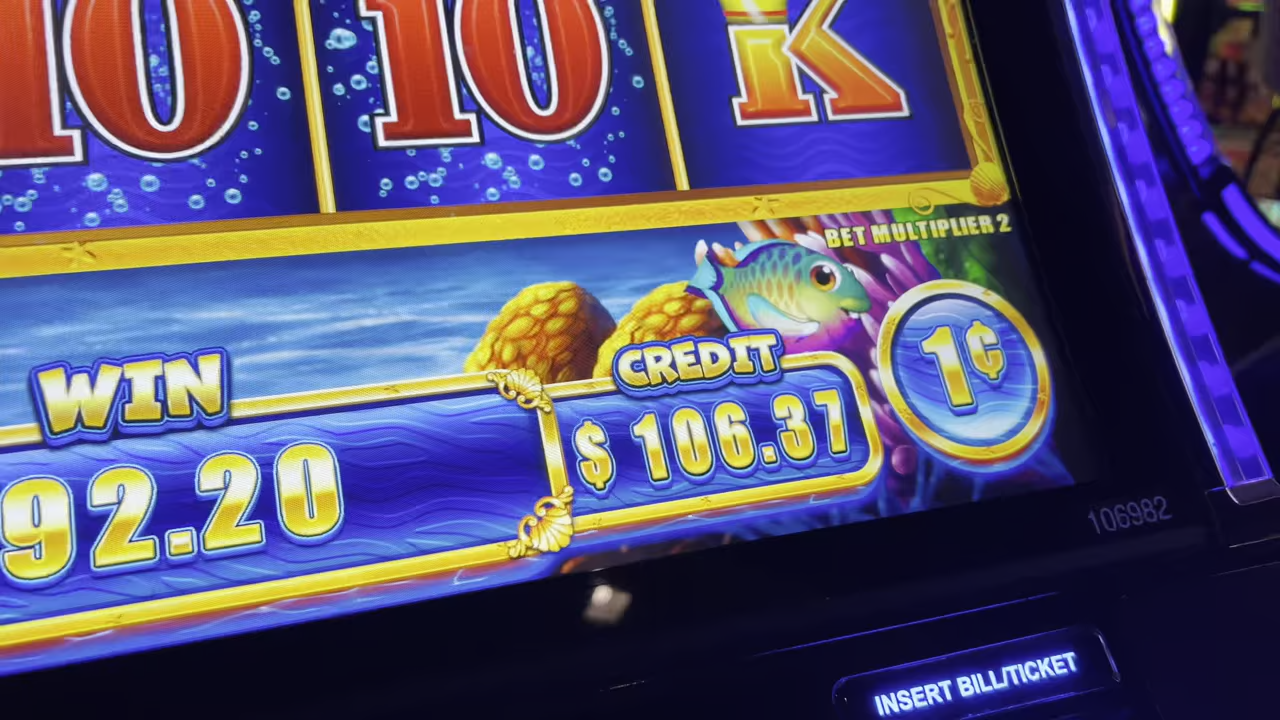 10 10 K
BET MULTIPLIER 2
1¢
WIN
CREDIT
92.20
$ 106.37
106982
INSERT BILL/TICKET